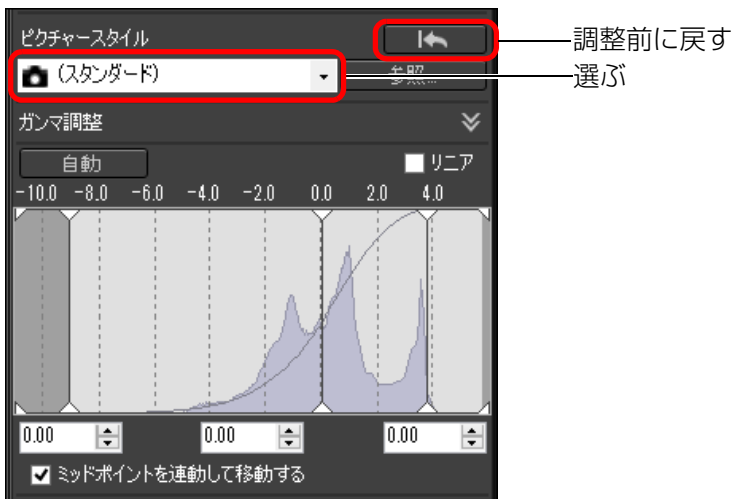 ピクチャースタイル
調整前に戻す
(スタンダード)
参照...
選ぶ
ガンマ調整
自動
リニア
-10.0 -8.0 -6.0 -4.0 -2.0 0.0 2.0 4.0
0.00 0.00 0.00
ミッドポイントを連動して移動する